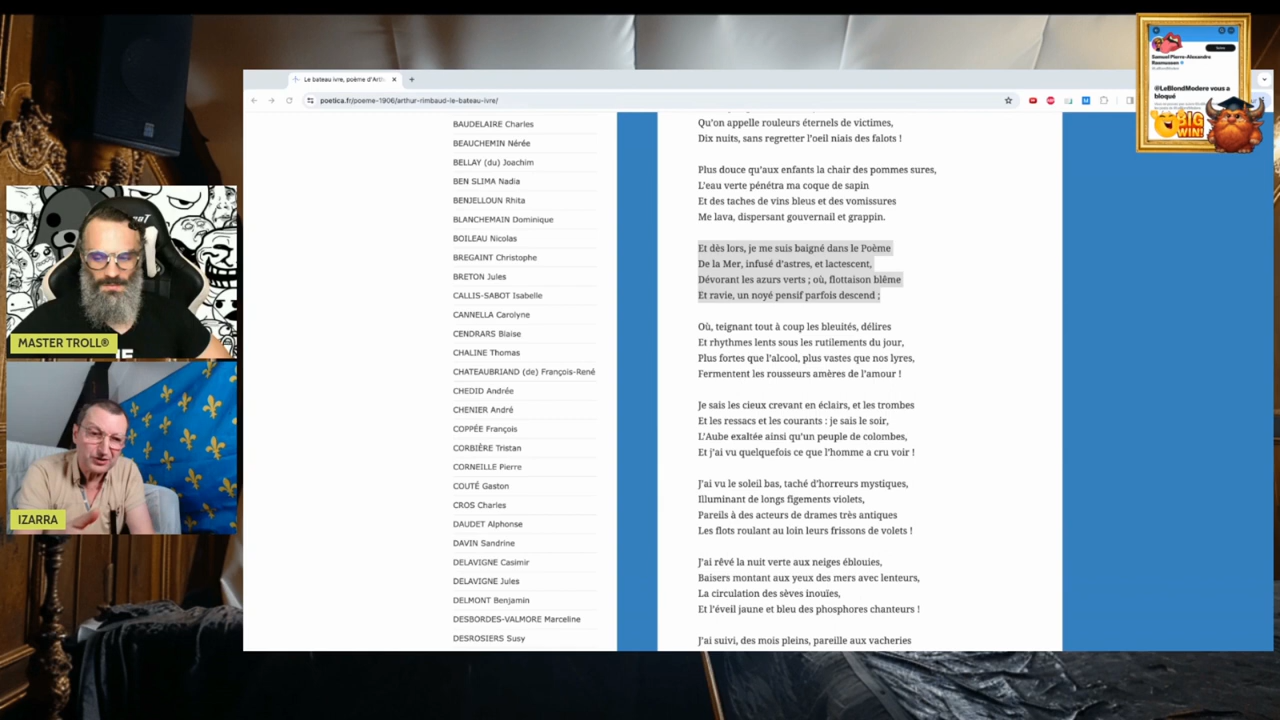 Le bateau ivre, poème d'Arth
poetica.fr/poeme-1906/arthur-rimbaud-le-bateau-ivre/
Samuel Pierre-Alexandre
Rasmussen
@LeBlondModere vous a
bloqué
BIG
WIN!
MASTER TROLL®
IZARRA
BAUDELAIRE Charles
BEAUCHEMIN Nérée
BELLAY (du) Joachim
BEN SLIMA Nadia
BENJELLOUN Rhita
BLANCHEMAIN Dominique
BOILEAU Nicolas
BREGAINT Christophe
BRETON Jules
CALLIS-SABOT Isabelle
CANNELLA Carolyne
CENDRARS Blaise
CHALINE Thomas
CHATEAUBRIAND (de) François-René
CHEDID Andrée
CHENIER André
COPPÉE François
CORBIÈRE Tristan
CORNEILLE Pierre
COUTÉ Gaston
CROS Charles
DAUDET Alphonse
DAVIN Sandrine
DELAVIGNE Casimir
DELAVIGNE Jules
DELMONT Benjamin
DESBORDES-VALMORE Marceline
DESROSIERS Susy
Qu'on appelle rouleurs éternels de victimes,
Dix nuits, sans regretter l'oeil niais des falots !
Plus douce qu'aux enfants la chair des pommes sures,
L'eau verte pénétra ma coque de sapin
Et des taches de vins bleus et des vomissures
Me lava, dispersant gouvernail et grappin.
Et dès lors, je me suis baigné dans le Poème
De la Mer, infusé d'astres, et lactescent,
Dévorant les azurs verts ; où, flottaison blême
Et ravie, un noyé pensif parfois descend ;
Où, teignant tout à coup les bleuités, délires
Et rhythmes lents sous les rutilements du jour,
Plus fortes que l'alcool, plus vastes que nos lyres,
Fermentent les rousseurs amères de l'amour !
Je sais les cieux crevant en éclairs, et les trombes
Et les ressacs et les courants : je sais le soir,
L'Aube exaltée ainsi qu'un peuple de colombes,
Et j'ai vu quelquefois ce que l'homme a cru voir !
J'ai vu le soleil bas, taché d'horreurs mystiques,
Illuminant de longs figements violets,
Pareils à des acteurs de drames très antiques
Les flots roulant au loin leurs frissons de volets !
J'ai rêvé la nuit verte aux neiges éblouies,
Baisers montant aux yeux des mers avec lenteurs,
La circulation des sèves inouïes,
Et l'éveil jaune et bleu des phosphores chanteurs !
J'ai suivi, des mois pleins, pareille aux vacheries